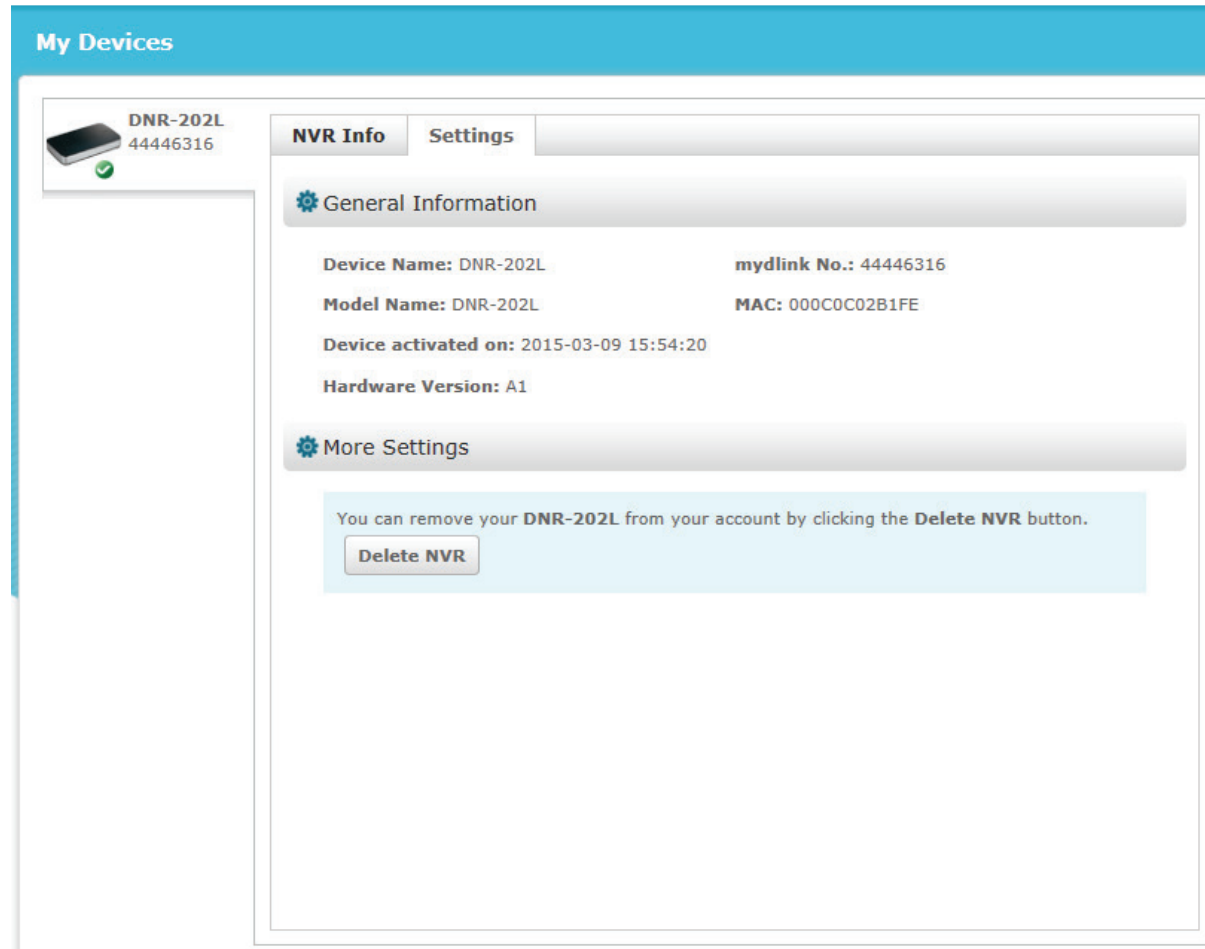 My Devices
DNR-202L
44446316
NVR Info Settings
General Information
Device Name: DNR-202L mydlink No.: 44446316
Model Name: DNR-202L MAC: 000C0C02B1FE
Device activated on: 2015-03-09 15:54:20
Hardware Version: A1
More Settings
You can remove your DNR-202L from your account by clicking the Delete NVR button.
Delete NVR